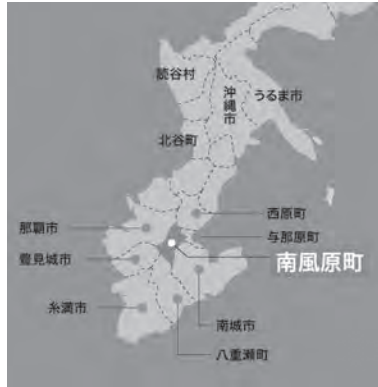 読谷村
沖縄市
うるま市
北谷町
西原町
那覇市
与那原町
豊見城市
南風原町
糸満市
南城市
八重瀬町